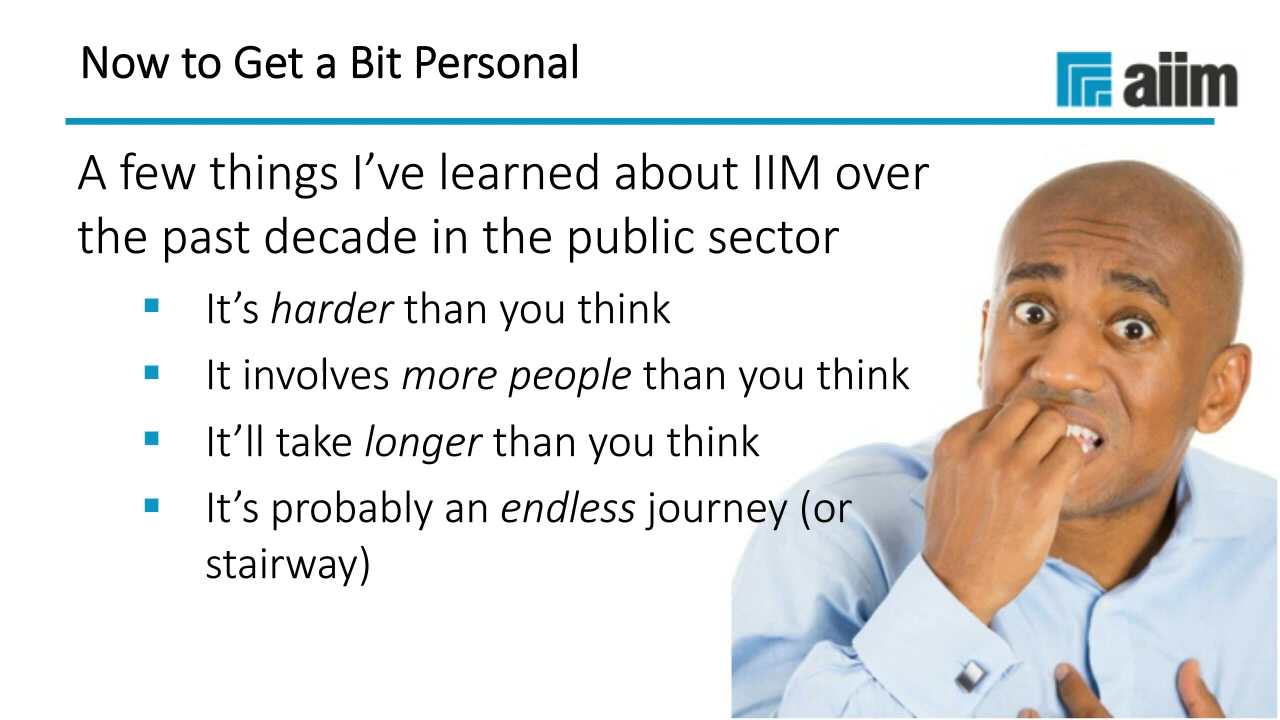 Now to Get a Bit Personal
aiim
A few things I've learned about IIM over
the past decade in the public sector
▪ It's harder than you think
▪ It involves more people than you think
▪ It'll take longer than you think
▪ It's probably an endless journey (or
stairway)